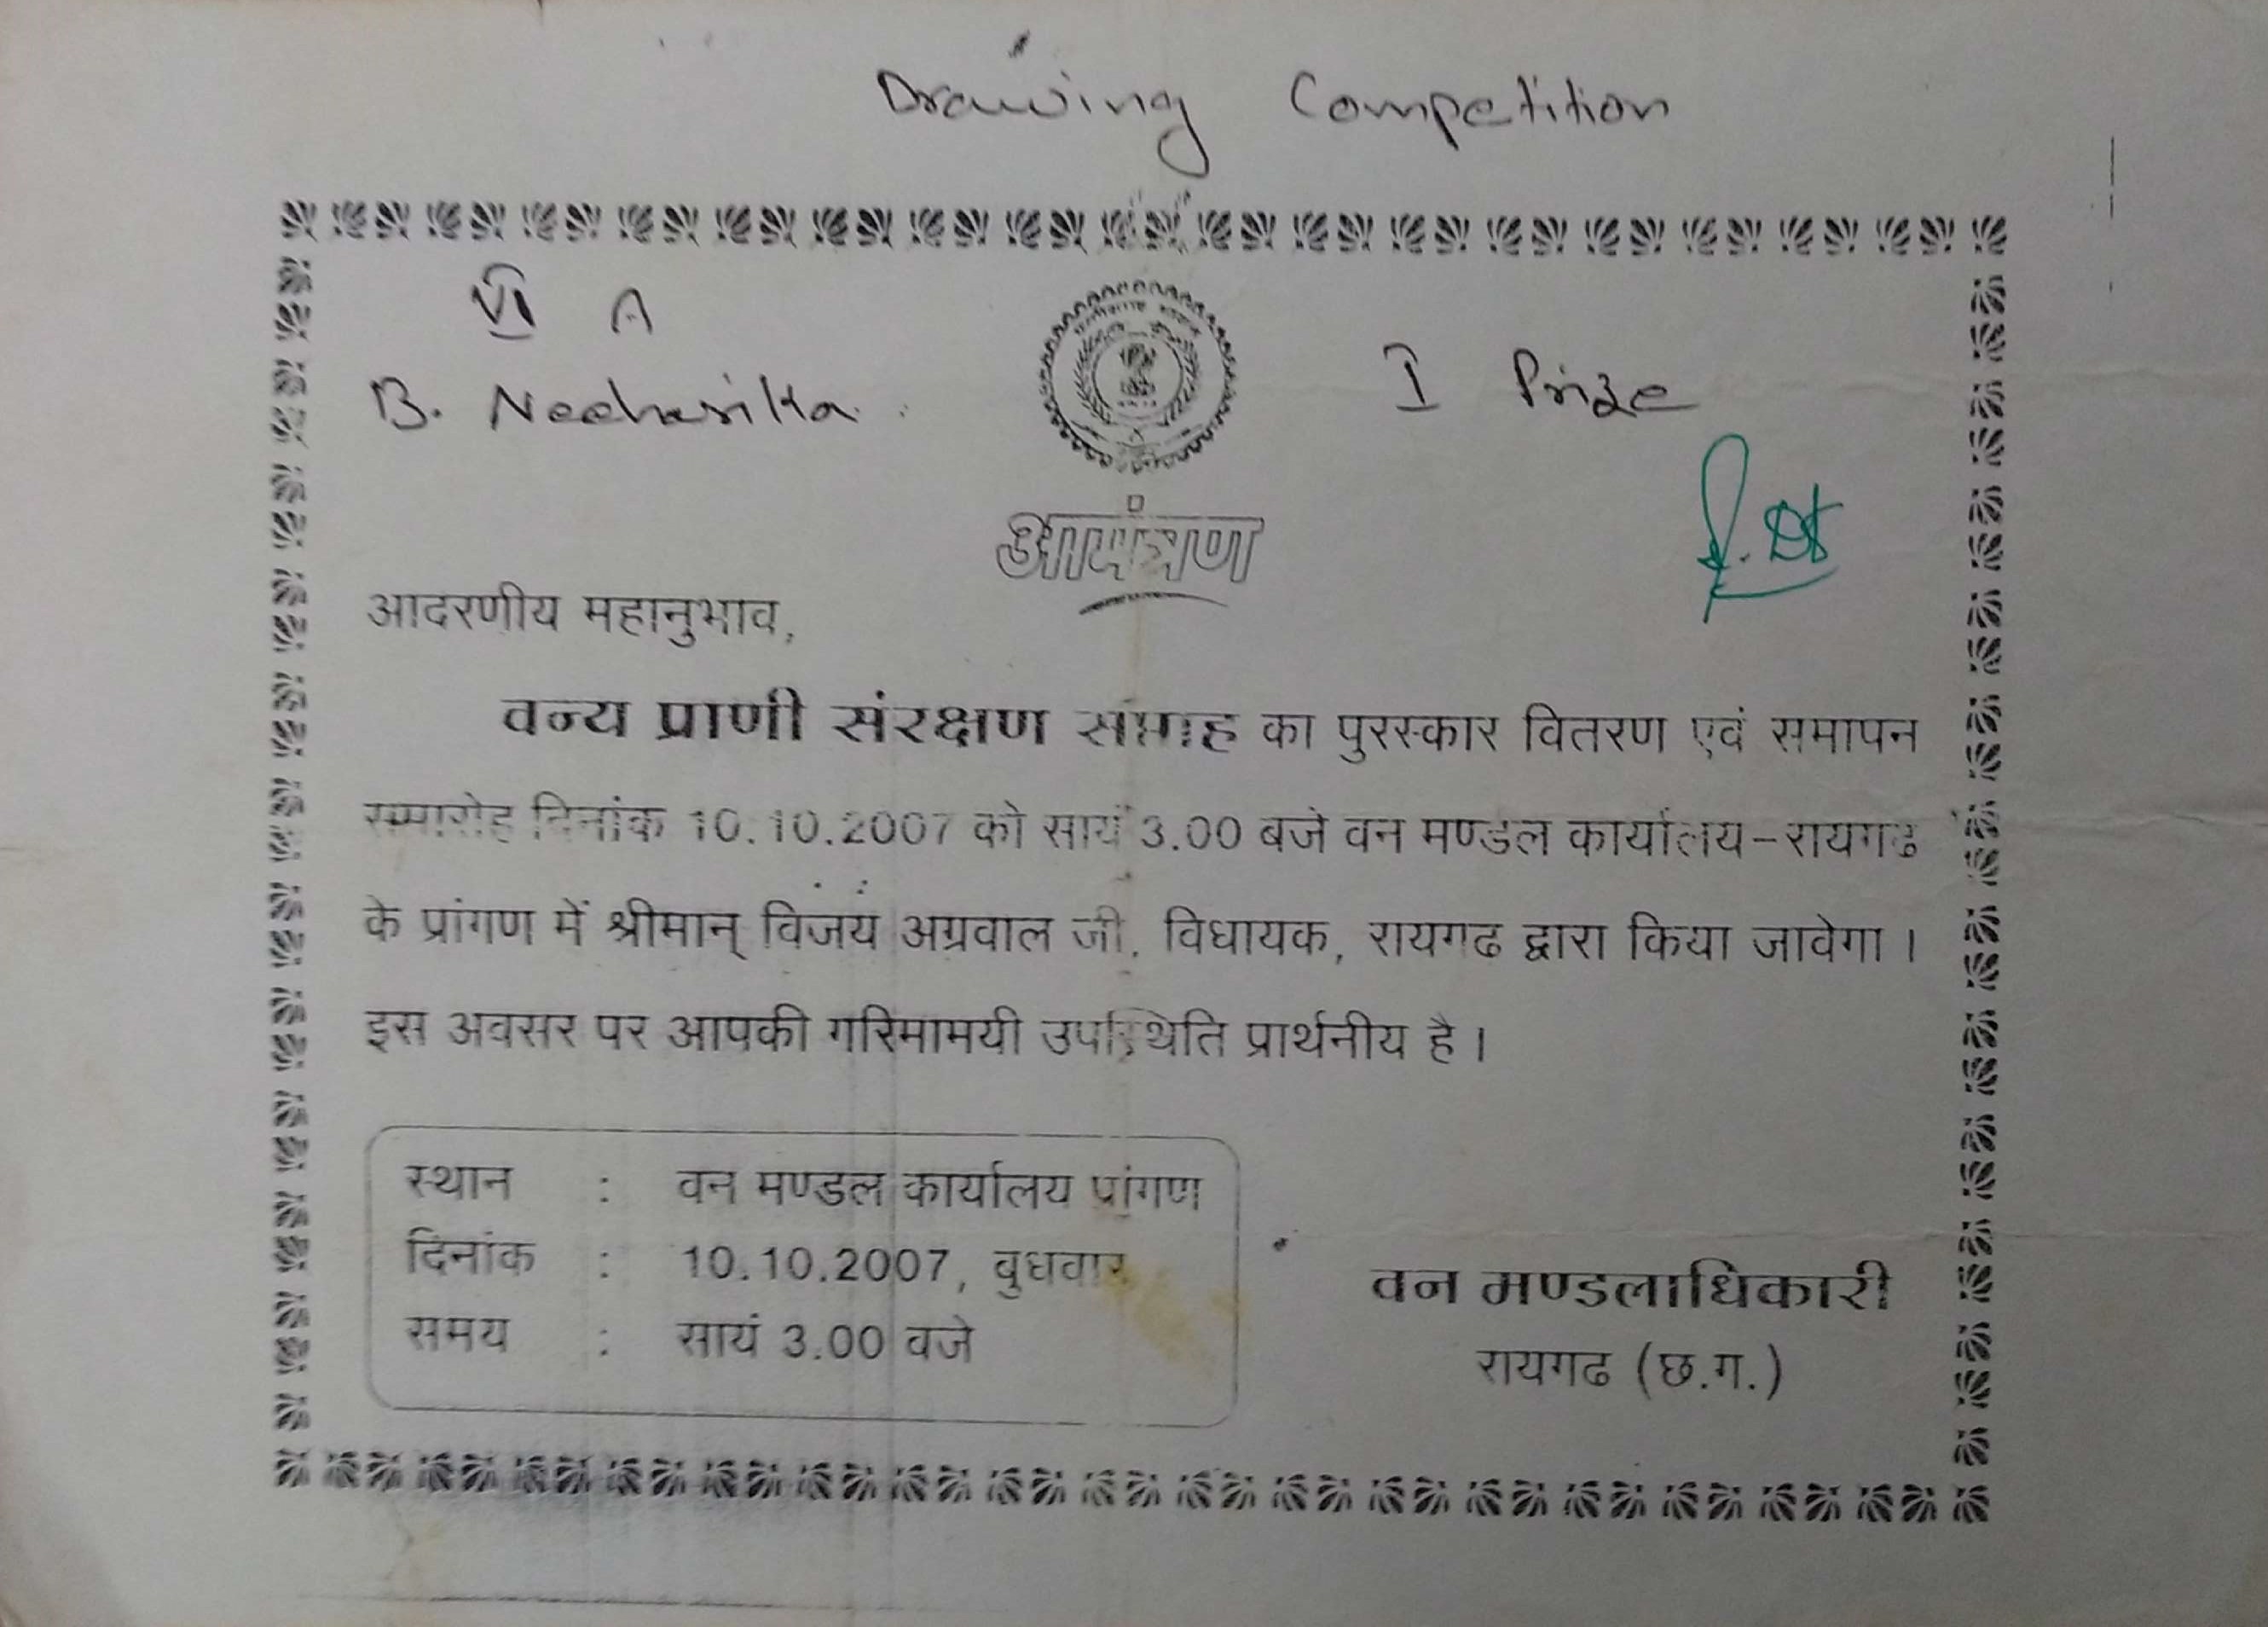 Drawing Competition
VI A
B. Neeharika
I Prize
आमंत्रण
आदरणीय महानुभाव,
वन्य प्राणी संरक्षण सप्ताह का पुरस्कार वितरण एवं समापन
समारोह दिनांक 10.10.2007 को सायं 3.00 बजे वन मण्डल कार्यालय-रायगढ
के प्रांगण में श्रीमान् विजय अग्रवाल जी, विधायक, रायगढ द्वारा किया जावेगा ।
इस अवसर पर आपकी गरिमामयी उपस्थिति प्रार्थनीय है ।
स्थान : वन मण्डल कार्यालय प्रांगण
दिनांक : 10.10.2007, बुधवार
समय : सायं 3.00 बजे
वन मण्डलाधिकारी
रायगढ (छ.ग.)